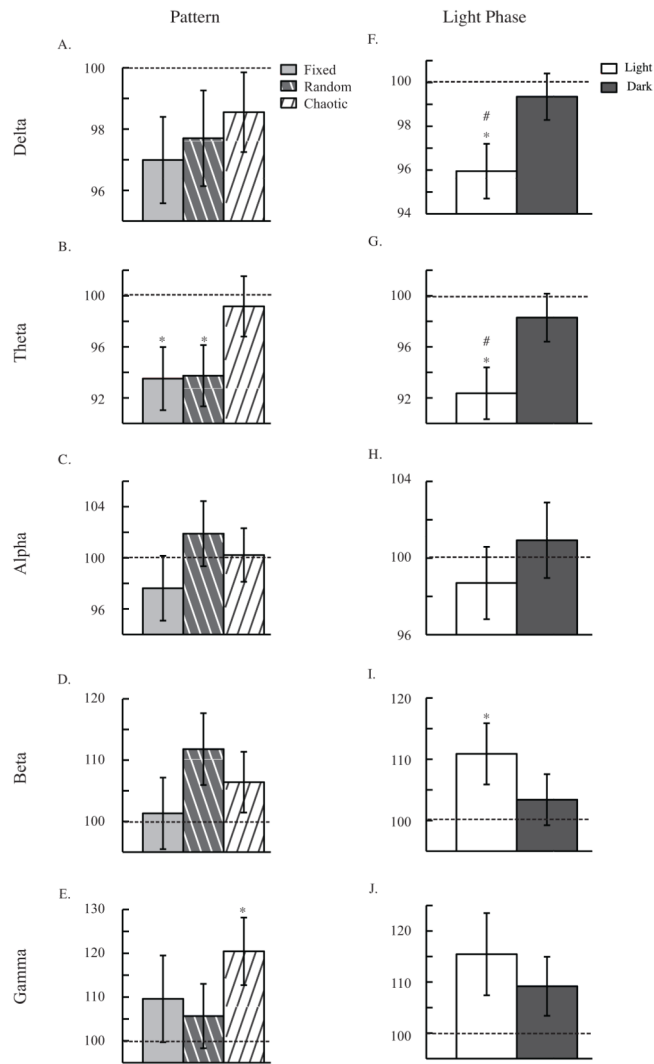 Pattern
Light Phase
A.
Delta
100
98
96
Fixed
Random
Chaotic
F.
100
98
96
94
#
*
Light
Dark
B.
Theta
100
96
92
*
*
G.
100
96
92
#
*
C.
Alpha
104
100
96
H.
104
100
96
D.
Beta
120
110
100
I.
120
110
100
*
E.
Gamma
130
120
110
100
*
J.
120
110
100